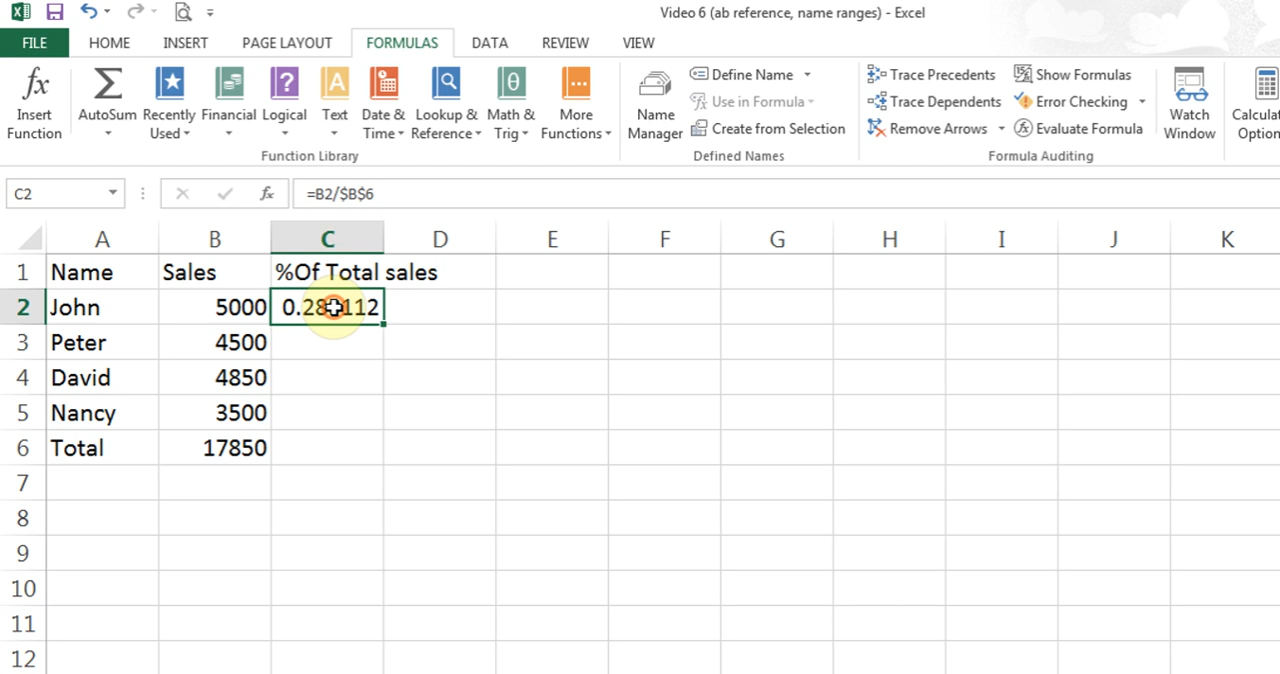 Video 6 (ab reference, name ranges) - Excel
FILE HOME INSERT PAGE LAYOUT FORMULAS DATA REVIEW VIEW
Insert Function
AutoSum
Recently Used
Financial
Logical
Text
Date & Time
Lookup & Reference
Math & Trig
More Functions
Function Library
Name Manager
Define Name
Use in Formula
Create from Selection
Defined Names
Trace Precedents
Trace Dependents
Remove Arrows
Show Formulas
Error Checking
Evaluate Formula
Formula Auditing
Watch Window
C2 fx =B2/$B$6
A B C D E F G H I J K
1 Name Sales %Of Total sales
2 John 5000
3 Peter 4500
4 David 4850
5 Nancy 3500
6 Total 17850
7
8
9
10
11
12